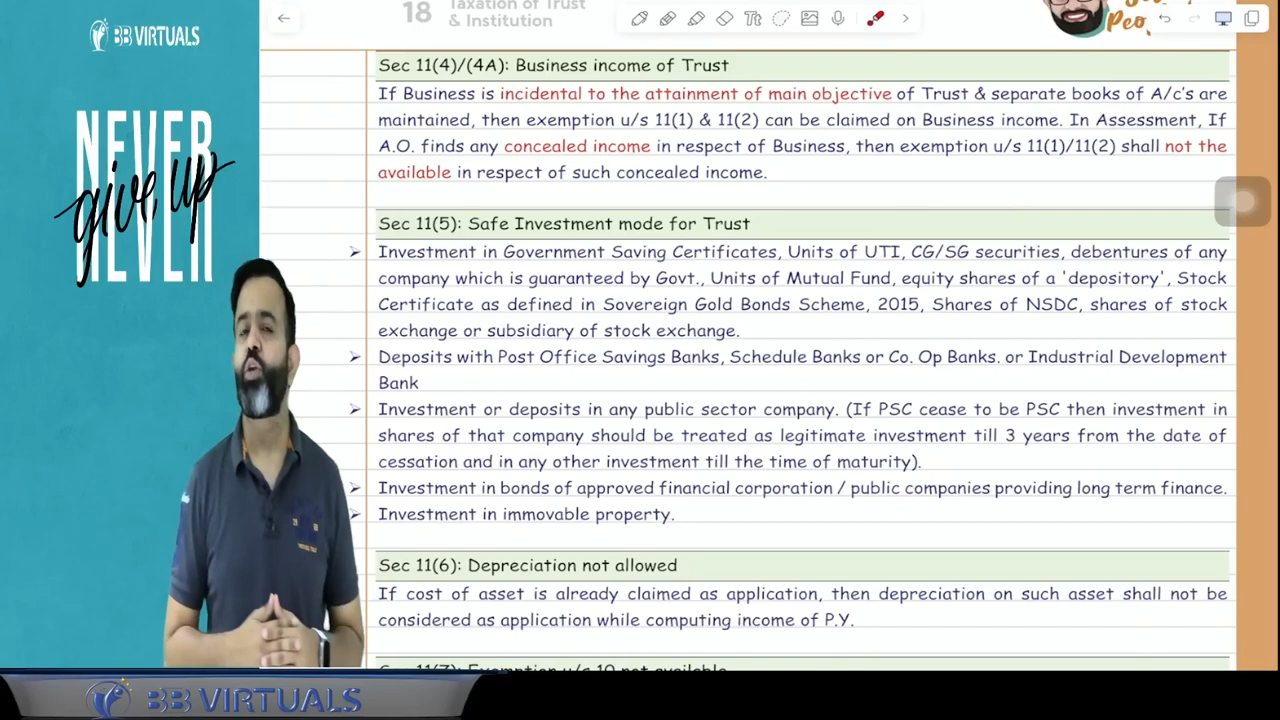 BB VIRTUALS
NEVER
give up
NEVER
18
Taxation of Trust
& Institution
Tt
Peop
Sec 11(4)/(4A): Business income of Trust
If Business is incidental to the attainment of main objective of Trust & separate books of A/c's are
maintained, then exemption u/s 11(1) & 11(2) can be claimed on Business income. In Assessment, If
A.O. finds any concealed income in respect of Business, then exemption u/s 11(1)/11(2) shall not the
available in respect of such concealed income.
Sec 11(5): Safe Investment mode for Trust
➢ Investment in Government Saving Certificates, Units of UTI, CG/SG securities, debentures of any
company which is guaranteed by Govt., Units of Mutual Fund, equity shares of a 'depository', Stock
Certificate as defined in Sovereign Gold Bonds Scheme, 2015, Shares of NSDC, shares of stock
exchange or subsidiary of stock exchange.
➢ Deposits with Post Office Savings Banks, Schedule Banks or Co. Op Banks. or Industrial Development
Bank
➢ Investment or deposits in any public sector company. (If PSC cease to be PSC then investment in
shares of that company should be treated as legitimate investment till 3 years from the date of
cessation and in any other investment till the time of maturity).
➢ Investment in bonds of approved financial corporation / public companies providing long term finance.
➢ Investment in immovable property.
Sec 11(6): Depreciation not allowed
If cost of asset is already claimed as application, then depreciation on such asset shall not be
considered as application while computing income of P.Y.
Sec 11(7): Exemption u/s 10 not available
BB VIRTUALS